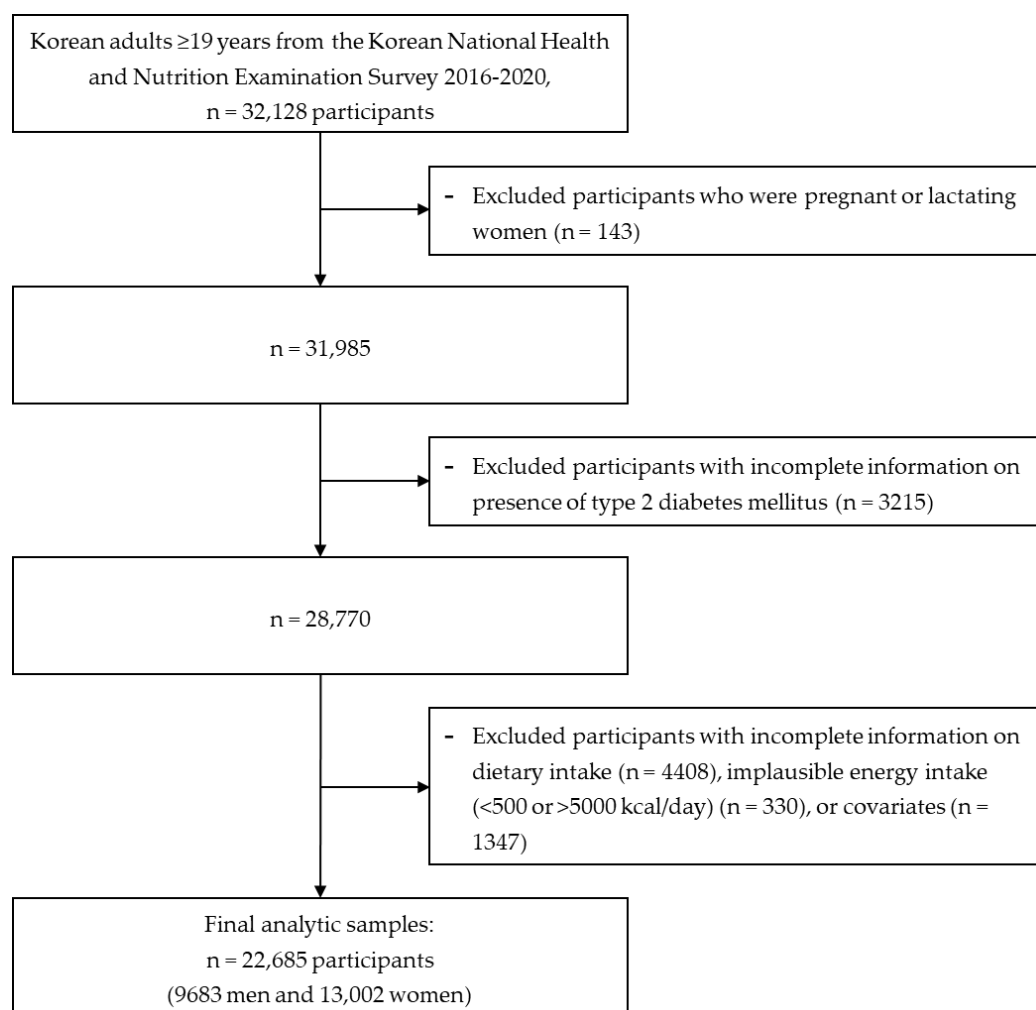 Korean adults ≥19 years from the Korean National Health
and Nutrition Examination Survey 2016-2020,
n = 32,128 participants
- Excluded participants who were pregnant or lactating
women (n = 143)
n = 31,985
- Excluded participants with incomplete information on
presence of type 2 diabetes mellitus (n = 3215)
n = 28,770
- Excluded participants with incomplete information on
dietary intake (n = 4408), implausible energy intake
(<500 or >5000 kcal/day) (n = 330), or covariates (n =
1347)
Final analytic samples:
n = 22,685 participants
(9683 men and 13,002 women)